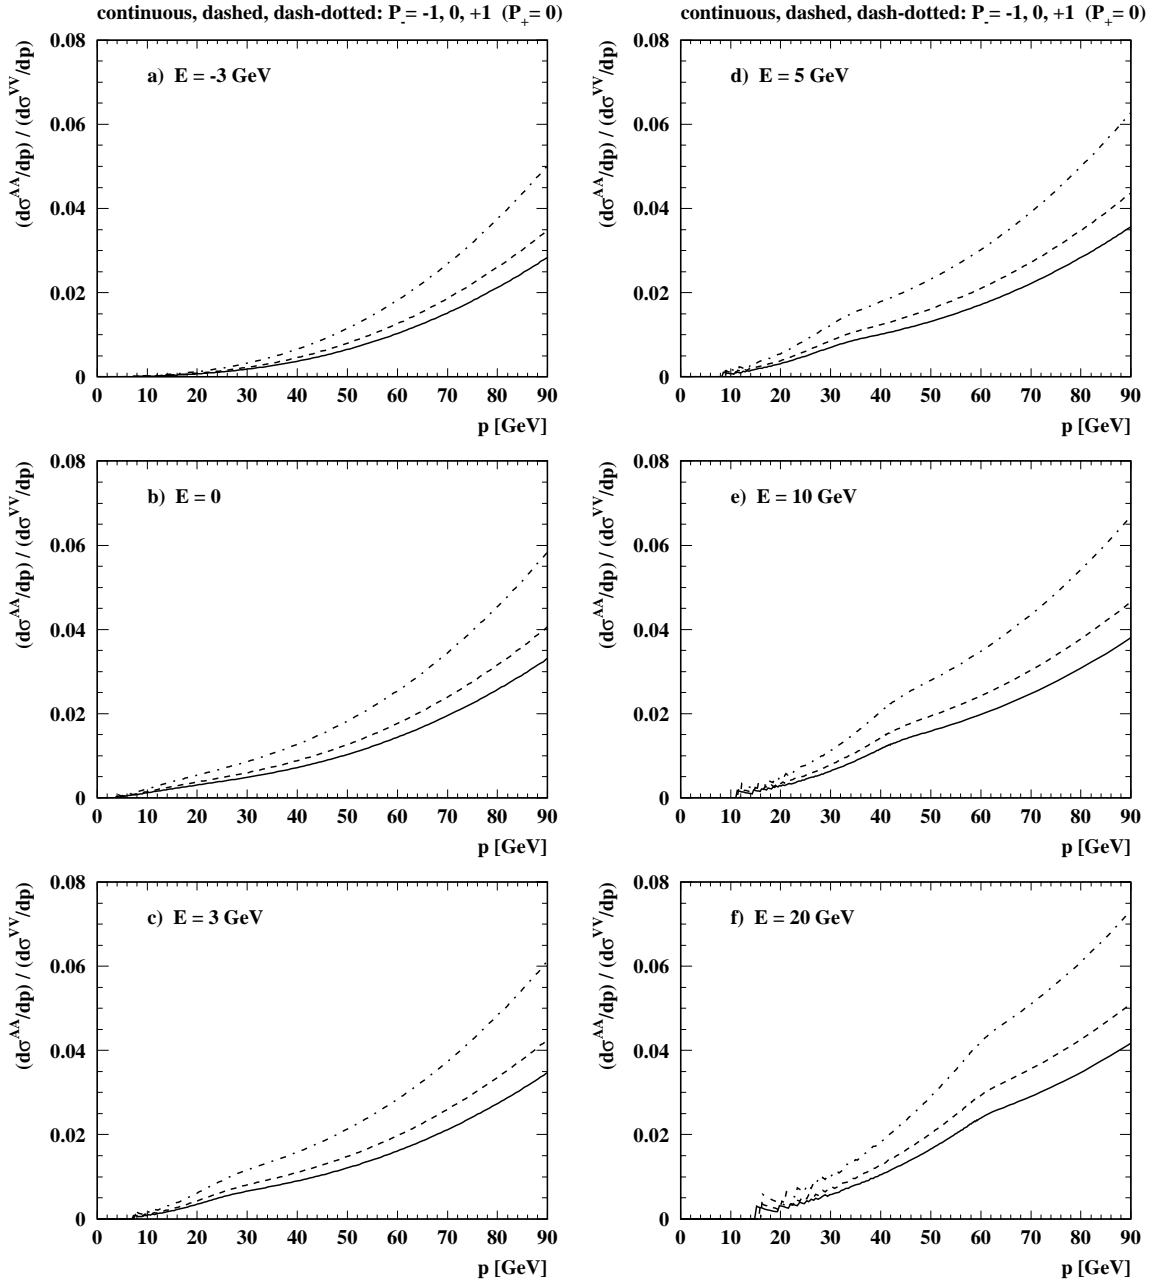 continuous, dashed, dash-dotted: P_-= -1, 0, +1 (P_+= 0)
(dσ^AA/dp) / (dσ^VV/dp)
a) E = -3 GeV
0.08
0.06
0.04
0.02
0
0 10 20 30 40 50 60 70 80 90
p [GeV]
(dσ^AA/dp) / (dσ^VV/dp)
b) E = 0
0.08
0.06
0.04
0.02
0
0 10 20 30 40 50 60 70 80 90
p [GeV]
(dσ^AA/dp) / (dσ^VV/dp)
c) E = 3 GeV
0.08
0.06
0.04
0.02
0
0 10 20 30 40 50 60 70 80 90
p [GeV]
continuous, dashed, dash-dotted: P_-= -1, 0, +1 (P_+= 0)
(dσ^AA/dp) / (dσ^VV/dp)
d) E = 5 GeV
0.08
0.06
0.04
0.02
0
0 10 20 30 40 50 60 70 80 90
p [GeV]
(dσ^AA/dp) / (dσ^VV/dp)
e) E = 10 GeV
0.08
0.06
0.04
0.02
0
0 10 20 30 40 50 60 70 80 90
p [GeV]
(dσ^AA/dp) / (dσ^VV/dp)
f) E = 20 GeV
0.08
0.06
0.04
0.02
0
0 10 20 30 40 50 60 70 80 90
p [GeV]